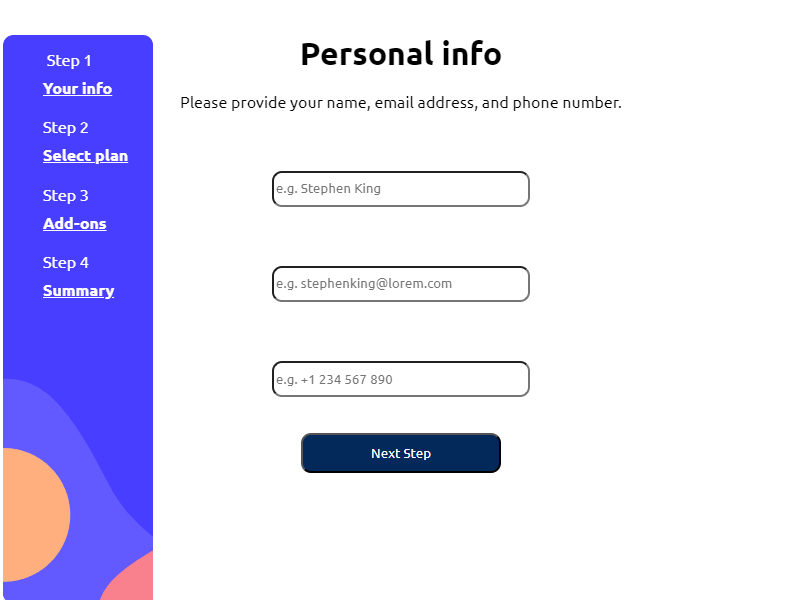 Step 1
Your info
Step 2
Select plan
Step 3
Add-ons
Step 4
Summary
Personal info
Please provide your name, email address, and phone number.
e.g. Stephen King
e.g. stephenking@lorem.com
e.g. +1 234 567 890
Next Step